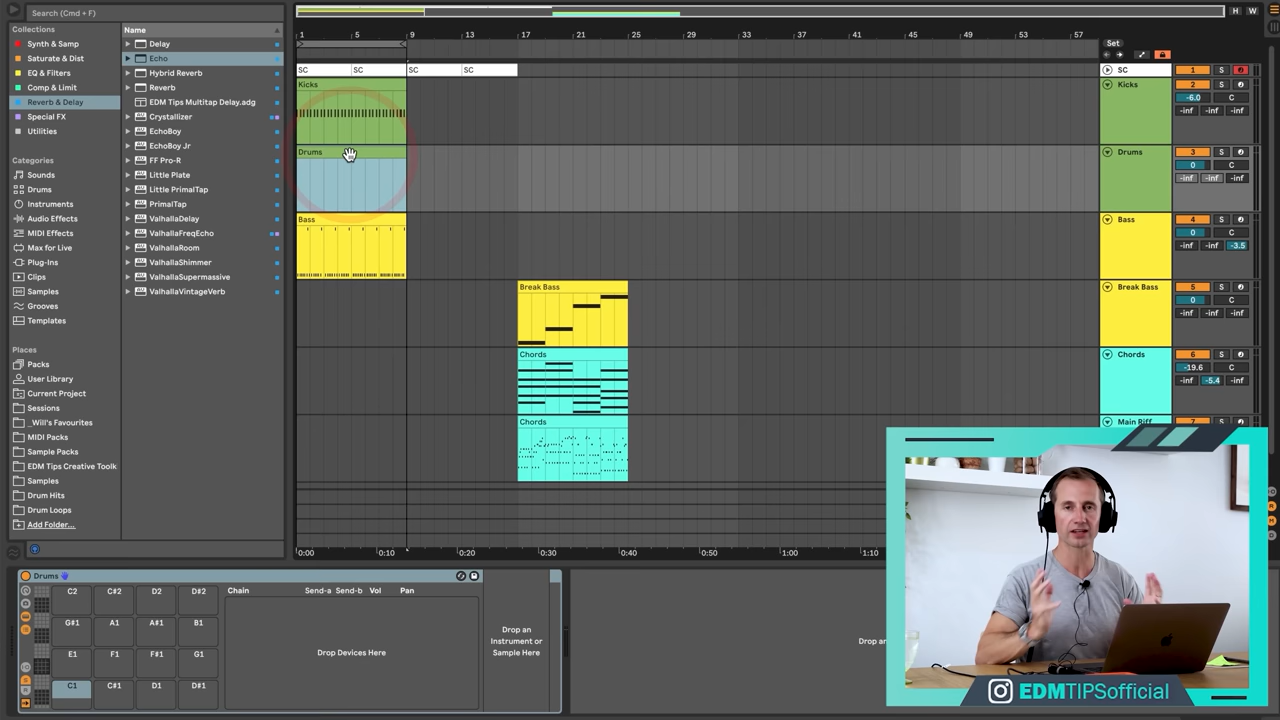 Search (Cmd + F)
H W
Collections
Name
Synth & Samp
Saturate & Dist
EQ & Filters
Comp & Limit
Reverb & Delay
Special FX
Utilities
Categories
Sounds
Drums
Instruments
Audio Effects
MIDI Effects
Max for Live
Plug-Ins
Clips
Samples
Grooves
Templates
Places
Packs
User Library
Current Project
Sessions
_Will's Favourites
MIDI Packs
Sample Packs
EDM Tips Creative Toolk
Samples
Drum Hits
Drum Loops
Add Folder...
Delay
Echo
Hybrid Reverb
Reverb
EDM Tips Multitap Delay.adg
Crystallizer
EchoBoy
EchoBoy Jr
FF Pro-R
Little Plate
Little PrimalTap
PrimalTap
ValhallaDelay
ValhallaFreqEcho
ValhallaRoom
ValhallaShimmer
ValhallaSupermassive
ValhallaVintageVerb
1 5 9 13 17 21 25 29 33 37 41 45 49 53 57
Set
SC SC SC SC
SC 1 S
Kicks
Kicks 2 S
-6.0 C
-inf -inf -inf
Drums
Drums 3 S
0 C
-inf -inf -inf
Bass
Bass 4 S
0 C
-inf -inf -3.5
Break Bass
Break Bass 5 S
0 C
-inf -inf -inf
Chords
Chords 6 S
-19.6 C
-inf -5.4 -inf
Chords
Main Riff 7 S
0:00 0:10 0:20 0:30 0:40 0:50 1:00 1:10
Drums
C2 C#2 D2 D#2
G#1 A1 A#1 B1
E1 F1 F#1 G1
C1 C#1 D1 D#1
Chain Send-a Send-b Vol Pan
Drop Devices Here
Drop an
Instrument or
Sample Here
Drop
EDMTIPSofficial